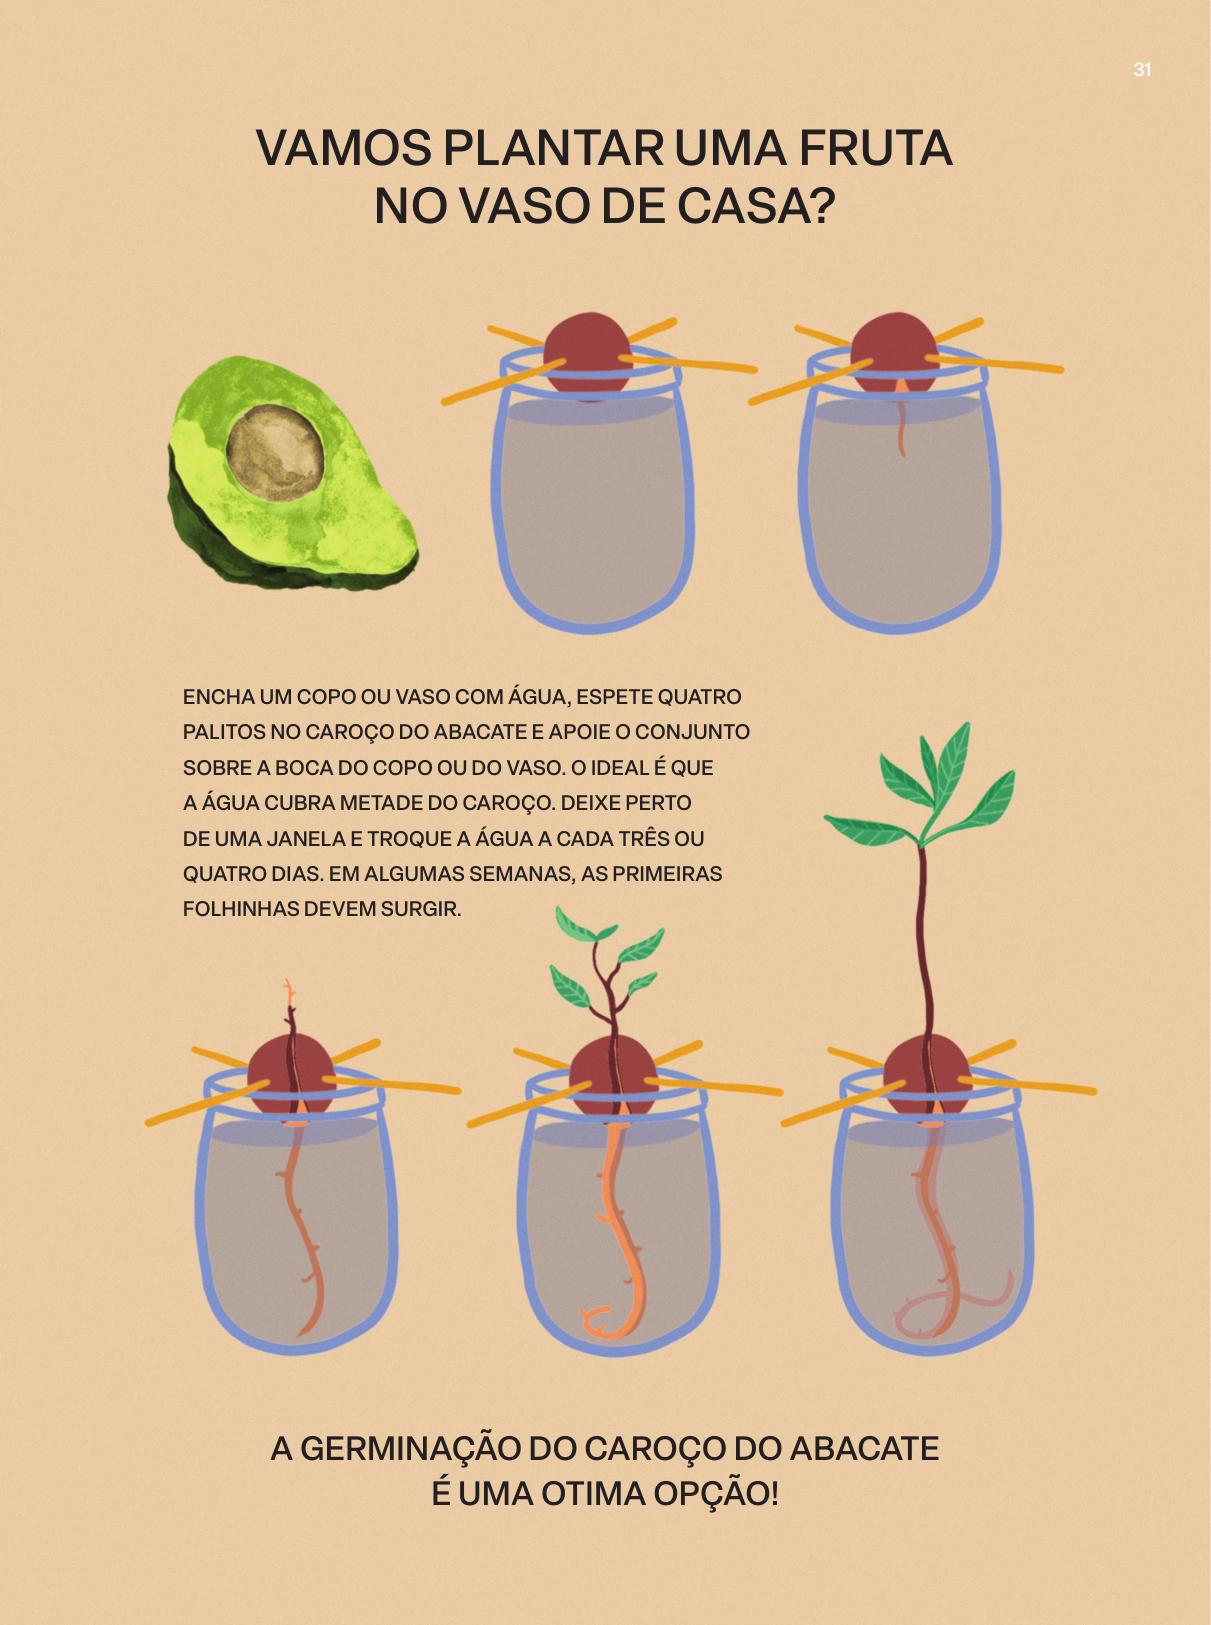 31
VAMOS PLANTAR UMA FRUTA
NO VASO DE CASA?
ENCHA UM COPO OU VASO COM ÁGUA, ESPETE QUATRO
PALITOS NO CAROÇO DO ABACATE E APOIE O CONJUNTO
SOBRE A BOCA DO COPO OU DO VASO. O IDEAL É QUE
A ÁGUA CUBRA METADE DO CAROÇO. DEIXE PERTO
DE UMA JANELA E TROQUE A ÁGUA A CADA TRÊS OU
QUATRO DIAS. EM ALGUMAS SEMANAS, AS PRIMEIRAS
FOLHINHAS DEVEM SURGIR.
A GERMINAÇÃO DO CAROÇO DO ABACATE
É UMA OTIMA OPÇÃO!